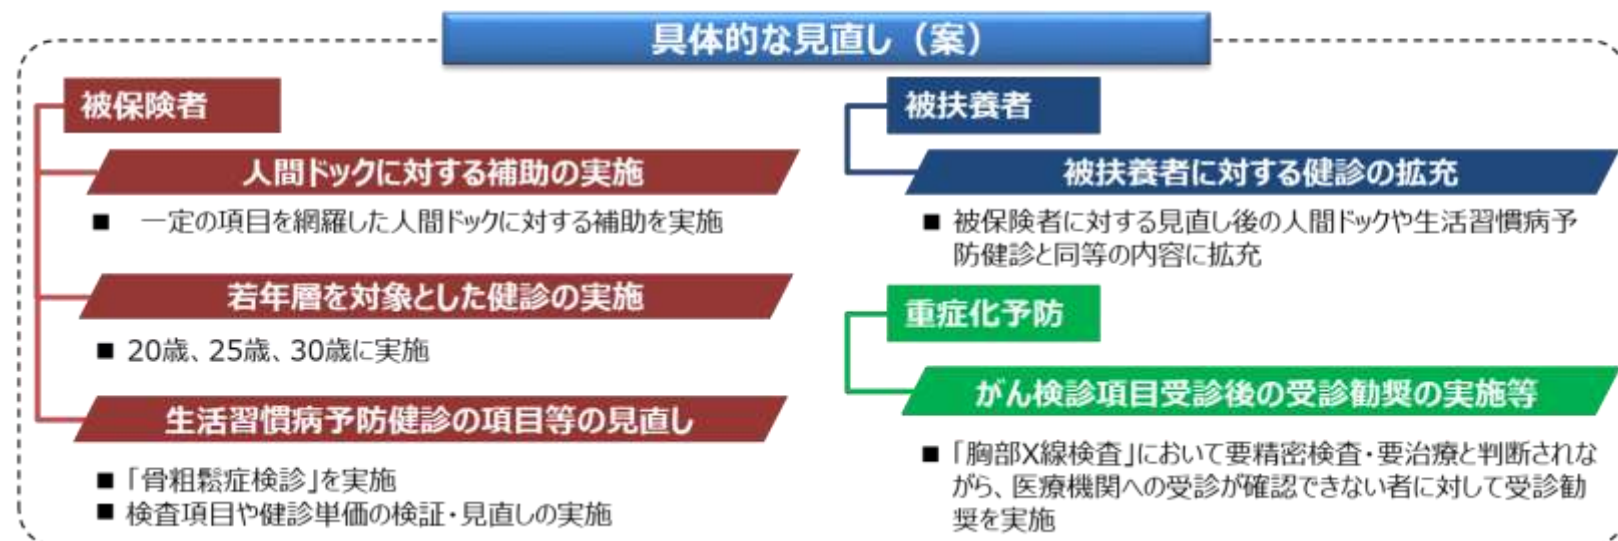 具体的な見直し（案）
被保険者
人間ドックに対する補助の実施
■ 一定の項目を網羅した人間ドックに対する補助を実施
若年層を対象とした健診の実施
■ 20歳、25歳、30歳に実施
生活習慣病予防健診の項目等の見直し
■ 「骨粗鬆症検診」を実施
■ 検査項目や健診単価の検証・見直しの実施
被扶養者
被扶養者に対する健診の拡充
■ 被保険者に対する見直し後の人間ドックや生活習慣病予
防健診と同等の内容に拡充
重症化予防
がん検診項目受診後の受診勧奨の実施等
■ 「胸部X線検査」において要精密検査・要治療と判断されな
がら、医療機関への受診が確認できない者に対して受診勧
奨を実施